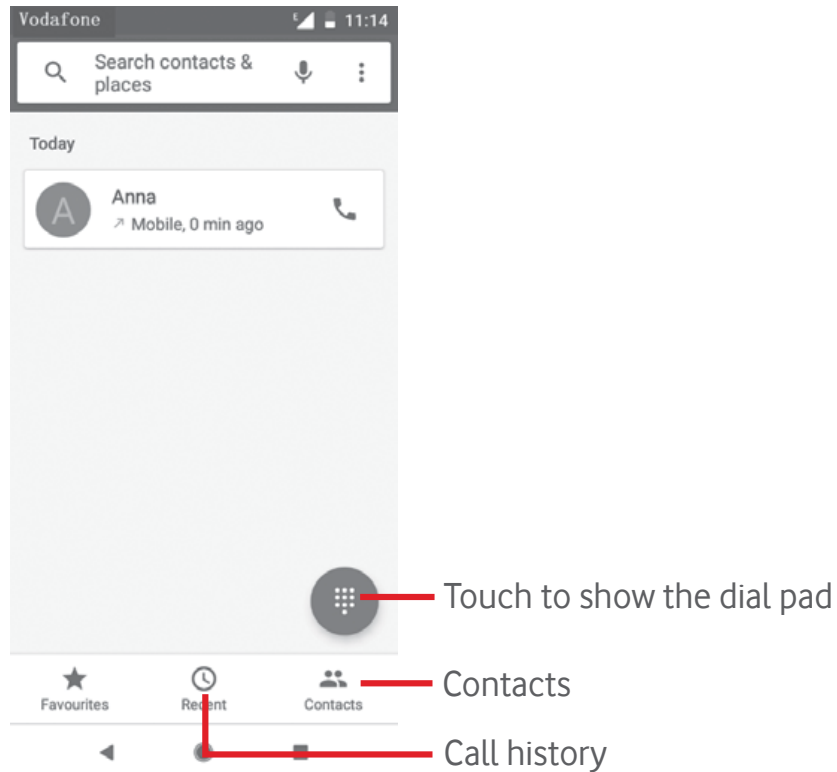 Vodafone E 11:14
Search contacts &
places
Today
A Anna
Mobile, 0 min ago
Touch to show the dial pad
Favourites Recent Contacts Contacts
Call history